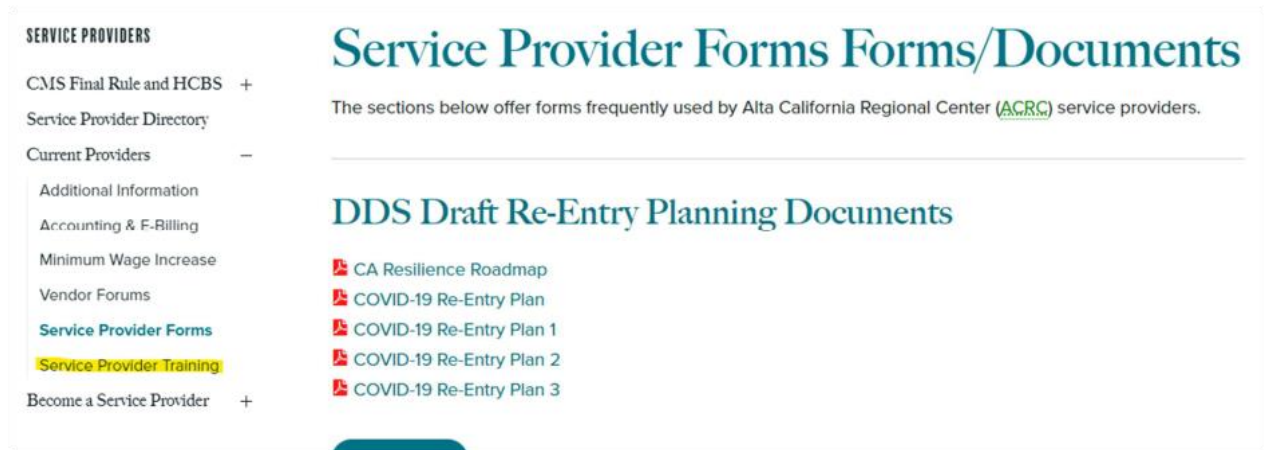 SERVICE PROVIDERS
CMS Final Rule and HCBS +
Service Provider Directory
Current Providers −
Additional Information
Accounting & E-Billing
Minimum Wage Increase
Vendor Forums
Service Provider Forms
Service Provider Training
Become a Service Provider +
Service Provider Forms Forms/Documents
The sections below offer forms frequently used by Alta California Regional Center (ACRC) service providers.
DDS Draft Re-Entry Planning Documents
CA Resilience Roadmap
COVID-19 Re-Entry Plan
COVID-19 Re-Entry Plan 1
COVID-19 Re-Entry Plan 2
COVID-19 Re-Entry Plan 3